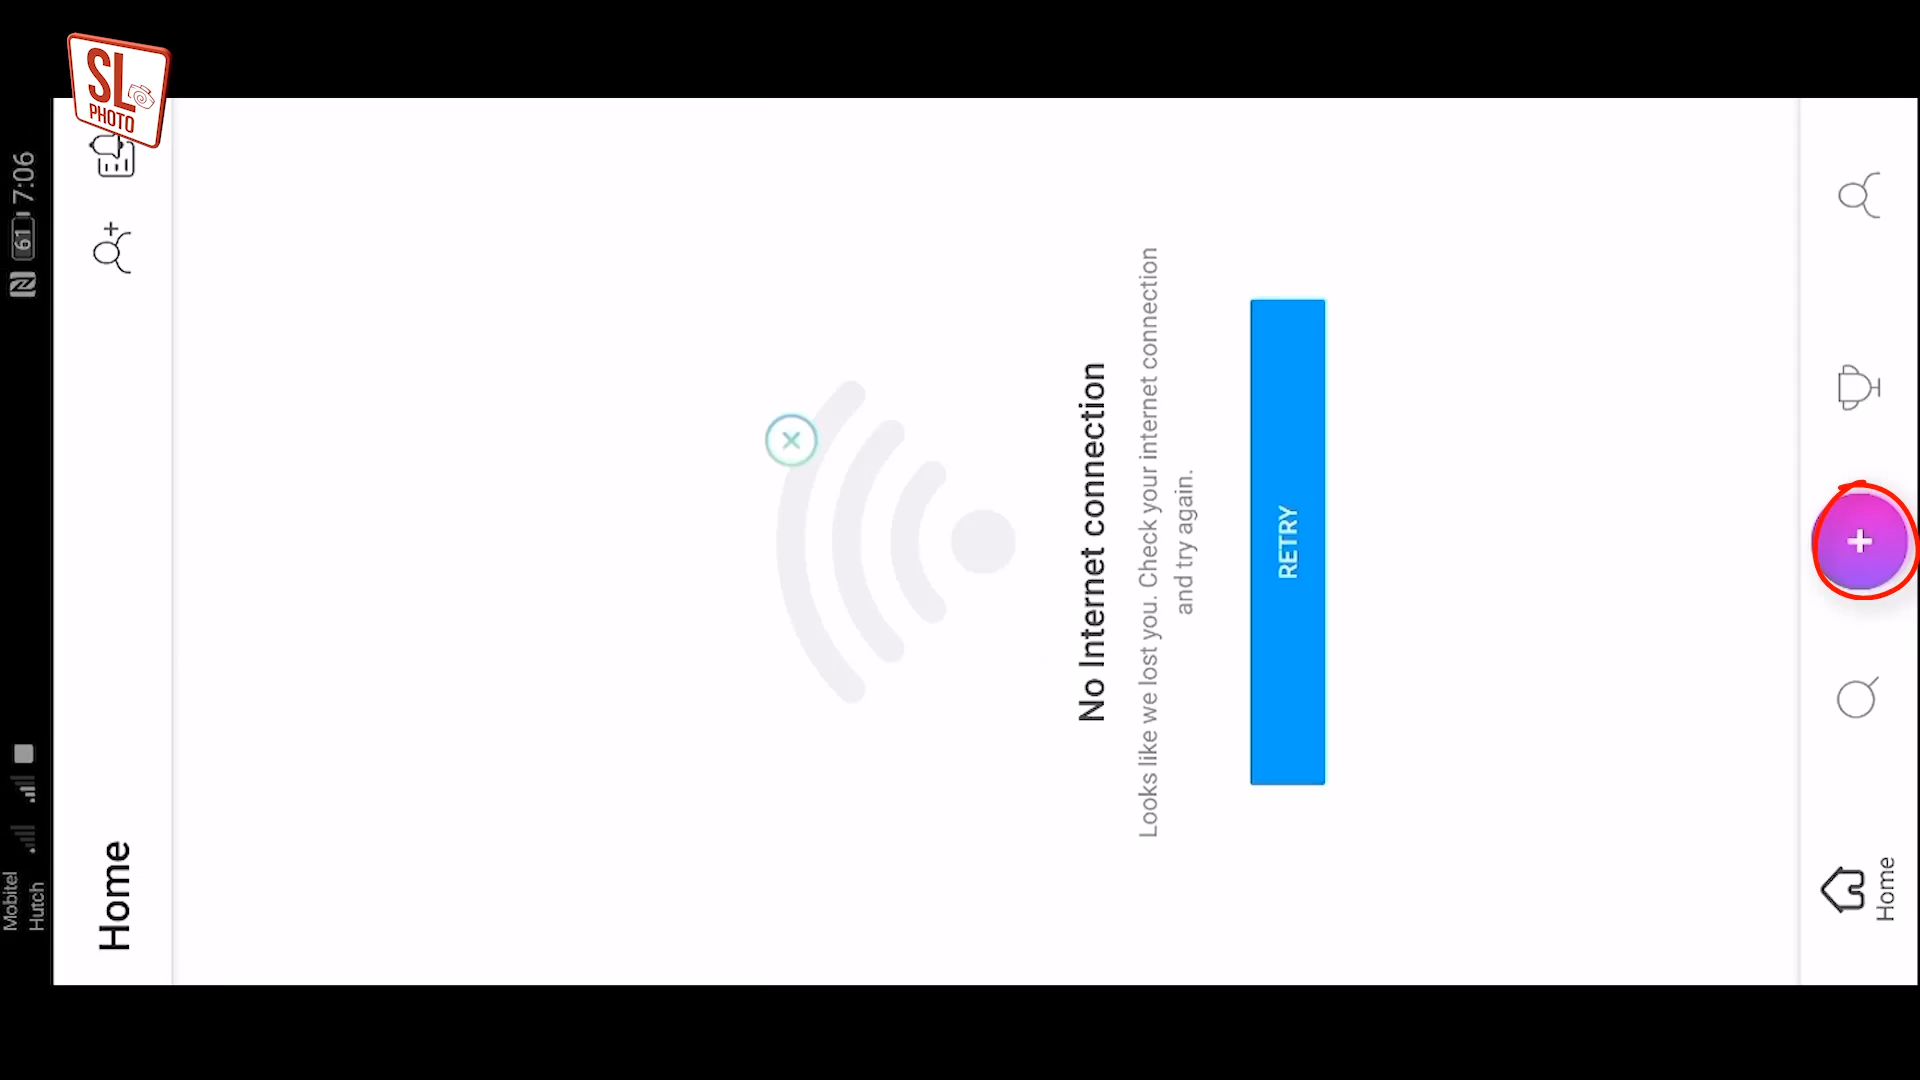 SL
PHOTO
Mobitel
Hutch
61 7:06
Home
No Internet connection
Looks like we lost you. Check your internet connection
and try again.
RETRY
Home